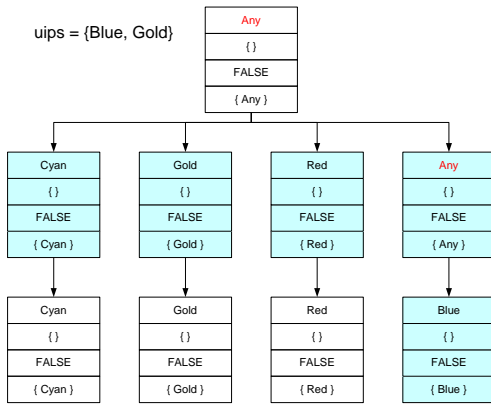 uips = {Blue, Gold}
Any
{ }
FALSE
{ Any }
Cyan
{ }
FALSE
{ Cyan }
Gold
{ }
FALSE
{ Gold }
Red
{ }
FALSE
{ Red }
Any
{ }
FALSE
{ Any }
Cyan
{ }
FALSE
{ Cyan }
Gold
{ }
FALSE
{ Gold }
Red
{ }
FALSE
{ Red }
Blue
{ }
FALSE
{ Blue }